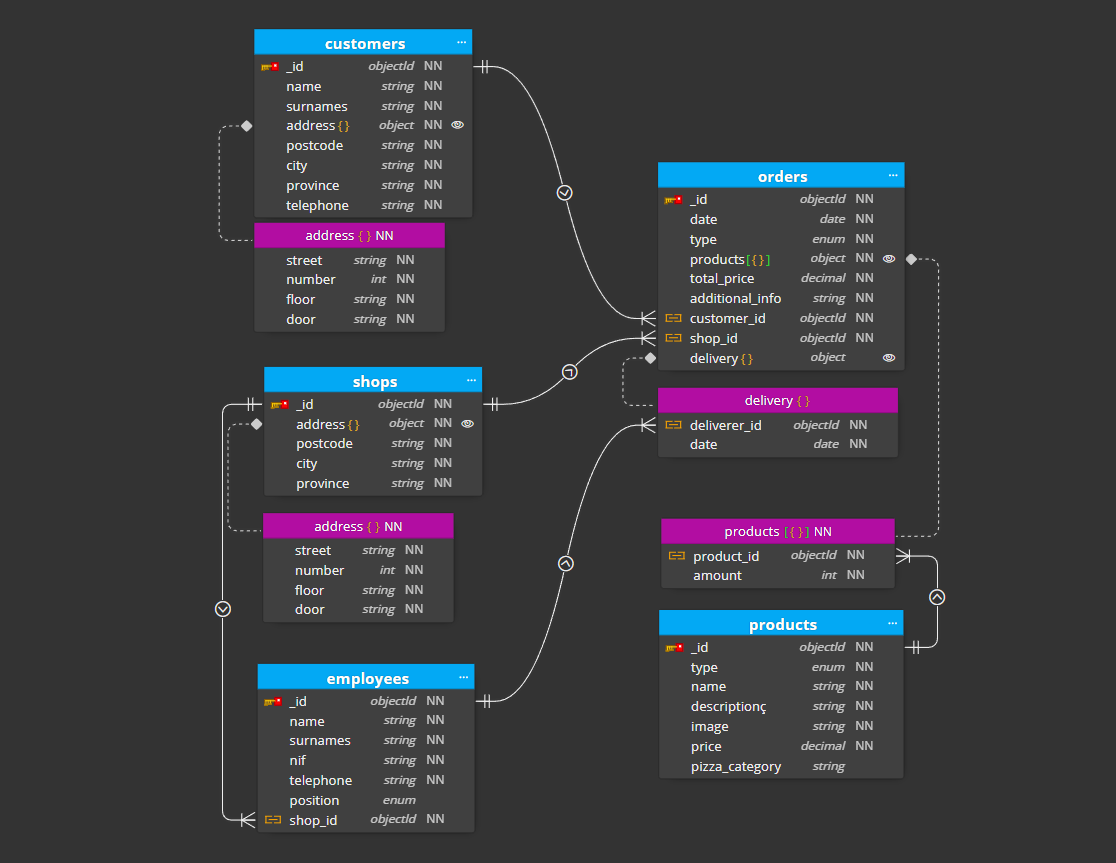 customers ...
_id objectId NN
name string NN
surnames string NN
address{} object NN
postcode string NN
city string NN
province string NN
telephone string NN
address {} NN
street string NN
number int NN
floor string NN
door string NN
shops ...
_id objectId NN
address{} object NN
postcode string NN
city string NN
province string NN
address {} NN
street string NN
number int NN
floor string NN
door string NN
employees ...
_id objectId NN
name string NN
surnames string NN
nif string NN
telephone string NN
position enum
shop_id objectId NN
orders ...
_id objectId NN
date date NN
type enum NN
products[{}] object NN
total_price decimal NN
additional_info string NN
customer_id objectId NN
shop_id objectId NN
delivery{} object
delivery {}
deliverer_id objectId NN
date date NN
products [{}] NN
product_id objectId NN
amount int NN
products ...
_id objectId NN
type enum NN
name string NN
descriptionç string NN
image string NN
price decimal NN
pizza_category string